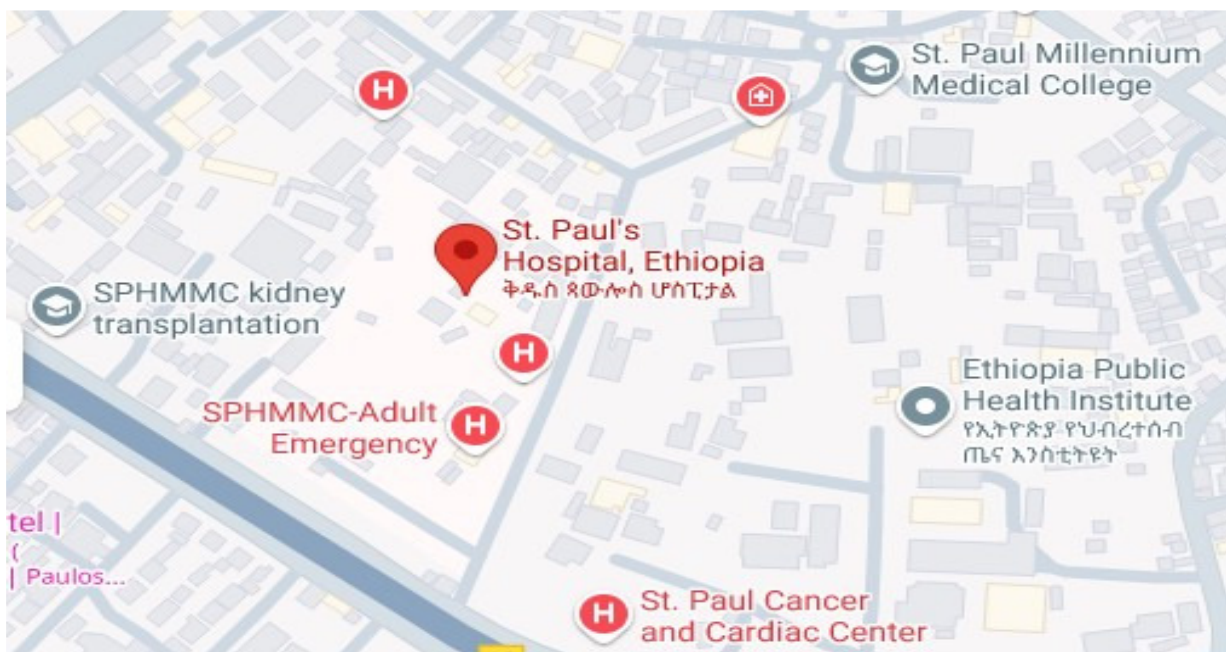 St. Paul Millennium
Medical College
H
St. Paul's
Hospital, Ethiopia
ቅዱስ ጳውሎስ ሆስፒታል
SPHMMC kidney
transplantation
H
SPHMMC-Adult
Emergency
H
Ethiopia Public
Health Institute
የኢትዮጵያ የህብረተሰብ
ጤና እንስቲትዩት
tel |
(
| Paulos...
H
St. Paul Cancer
and Cardiac Center